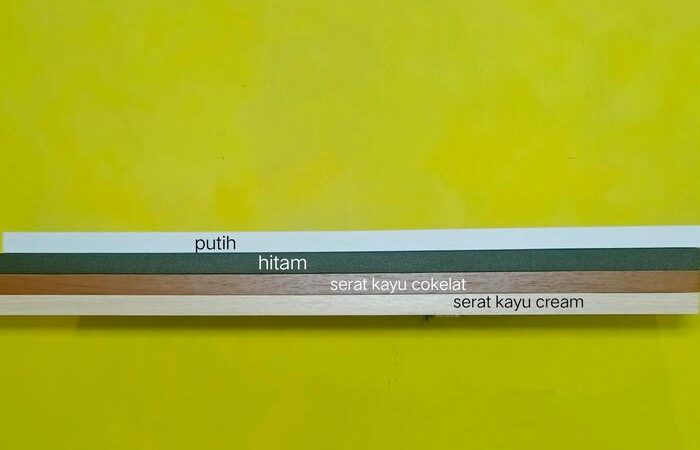 putih
hitam
serat kayu cokelat
serat kayu cream